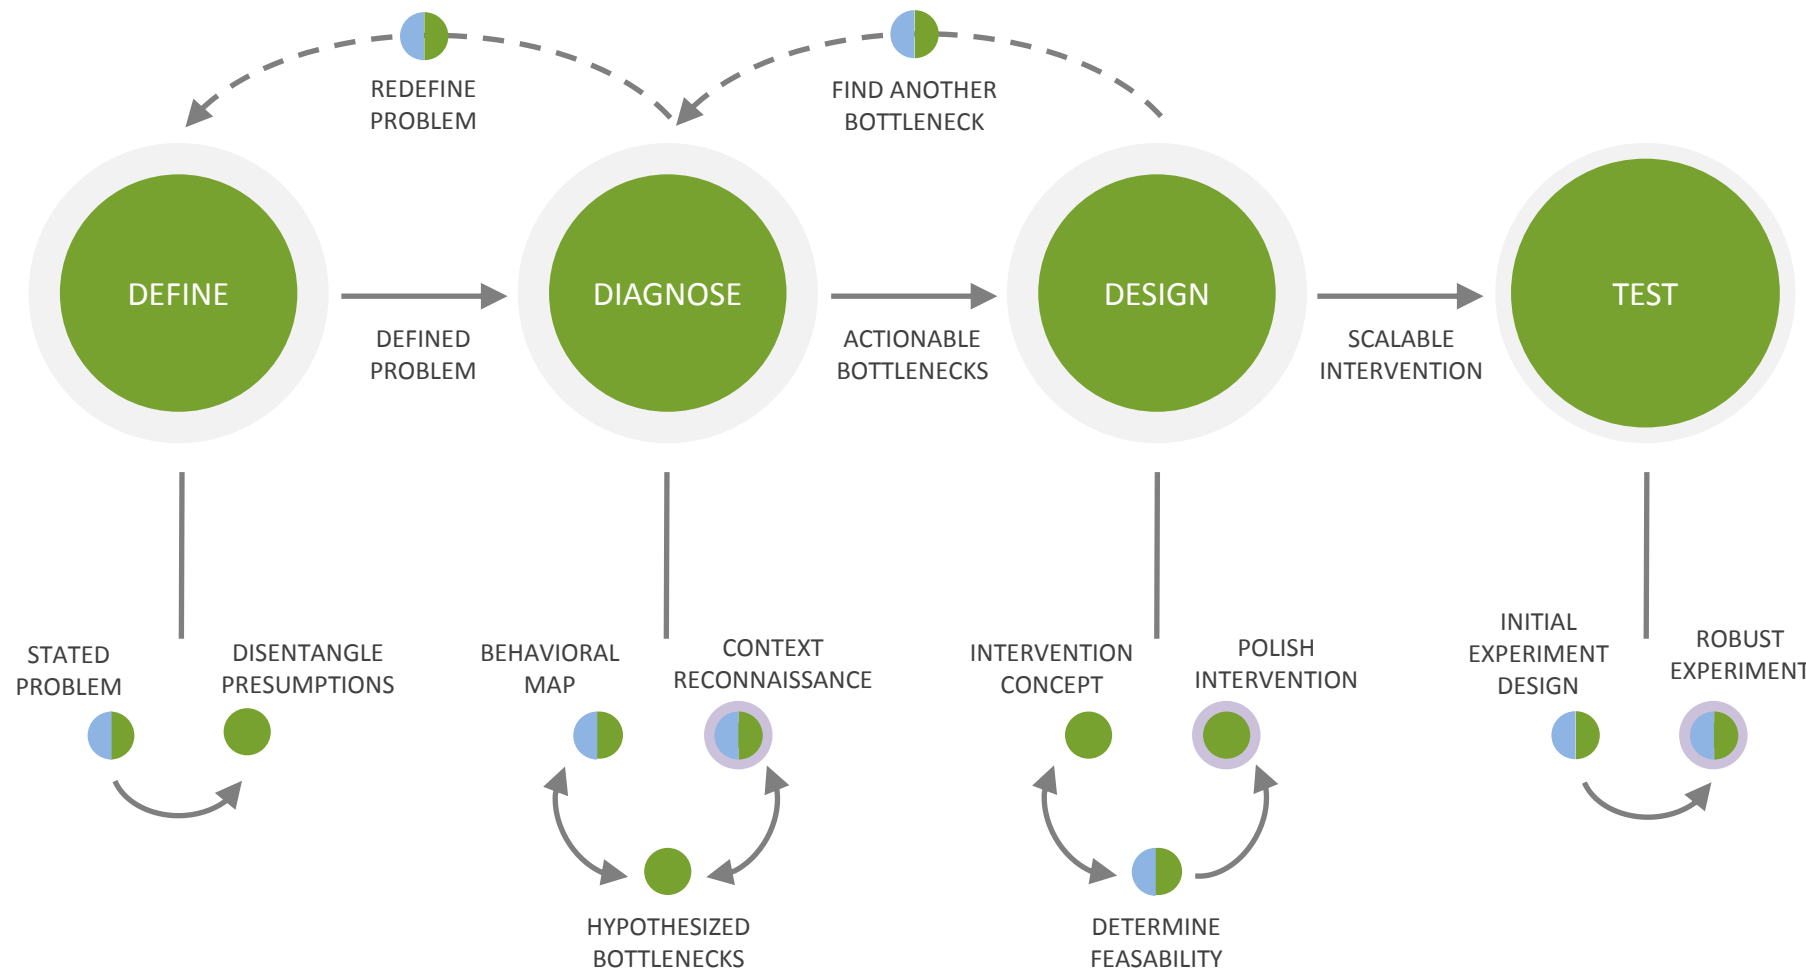 REDEFINE
PROBLEM
FIND ANOTHER
BOTTLENECK
DEFINE
DIAGNOSE
DESIGN
TEST
DEFINED
PROBLEM
ACTIONABLE
BOTTLENECKS
SCALABLE
INTERVENTION
STATED
PROBLEM
DISENTANGLE
PRESUMPTIONS
BEHAVIORAL
MAP
CONTEXT
RECONNAISSANCE
HYPOTHESIZED
BOTTLENECKS
INTERVENTION
CONCEPT
POLISH
INTERVENTION
DETERMINE
FEASABILITY
INITIAL
EXPERIMENT
DESIGN
ROBUST
EXPERIMENT